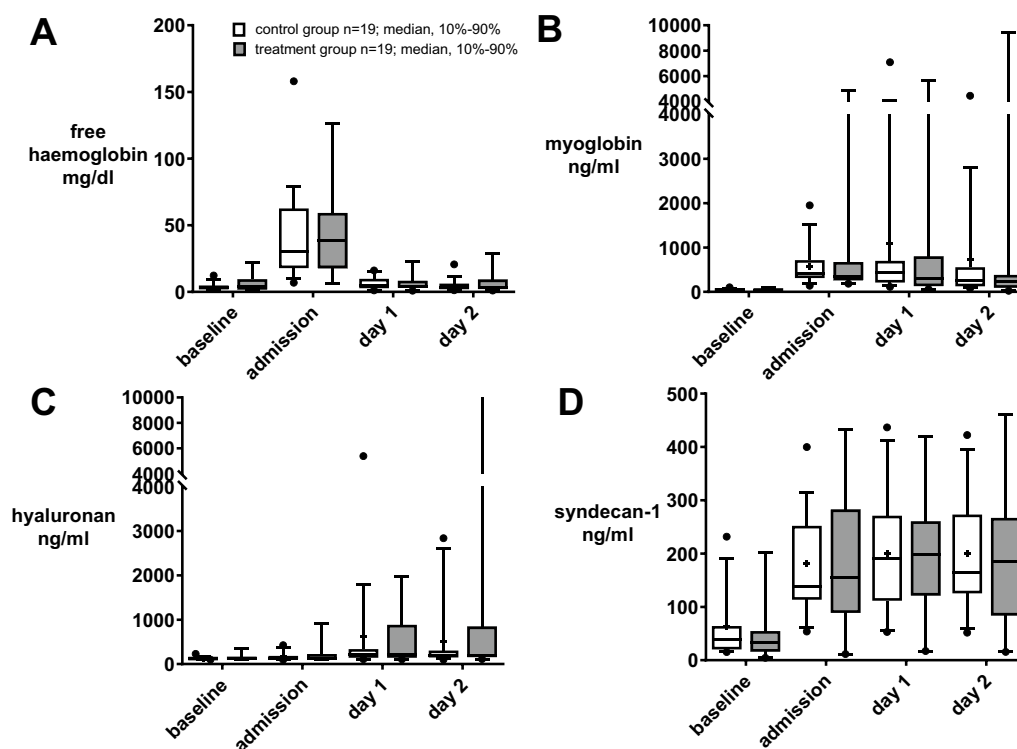 A
200
150
100
50
0
free
haemoglobin
mg/dl
control group n=19; median, 10%-90%
treatment group n=19; median, 10%-90%
baseline
admission
day 1
day 2
B
10000
8000
6000
4000
4000
3000
2000
1000
0
myoglobin
ng/ml
baseline
admission
day 1
day 2
C
10000
8000
6000
4000
4000
3000
2000
1000
0
hyaluronan
ng/ml
baseline
admission
day 1
day 2
D
500
400
300
200
100
0
syndecan-1
ng/ml
baseline
admission
day 1
day 2